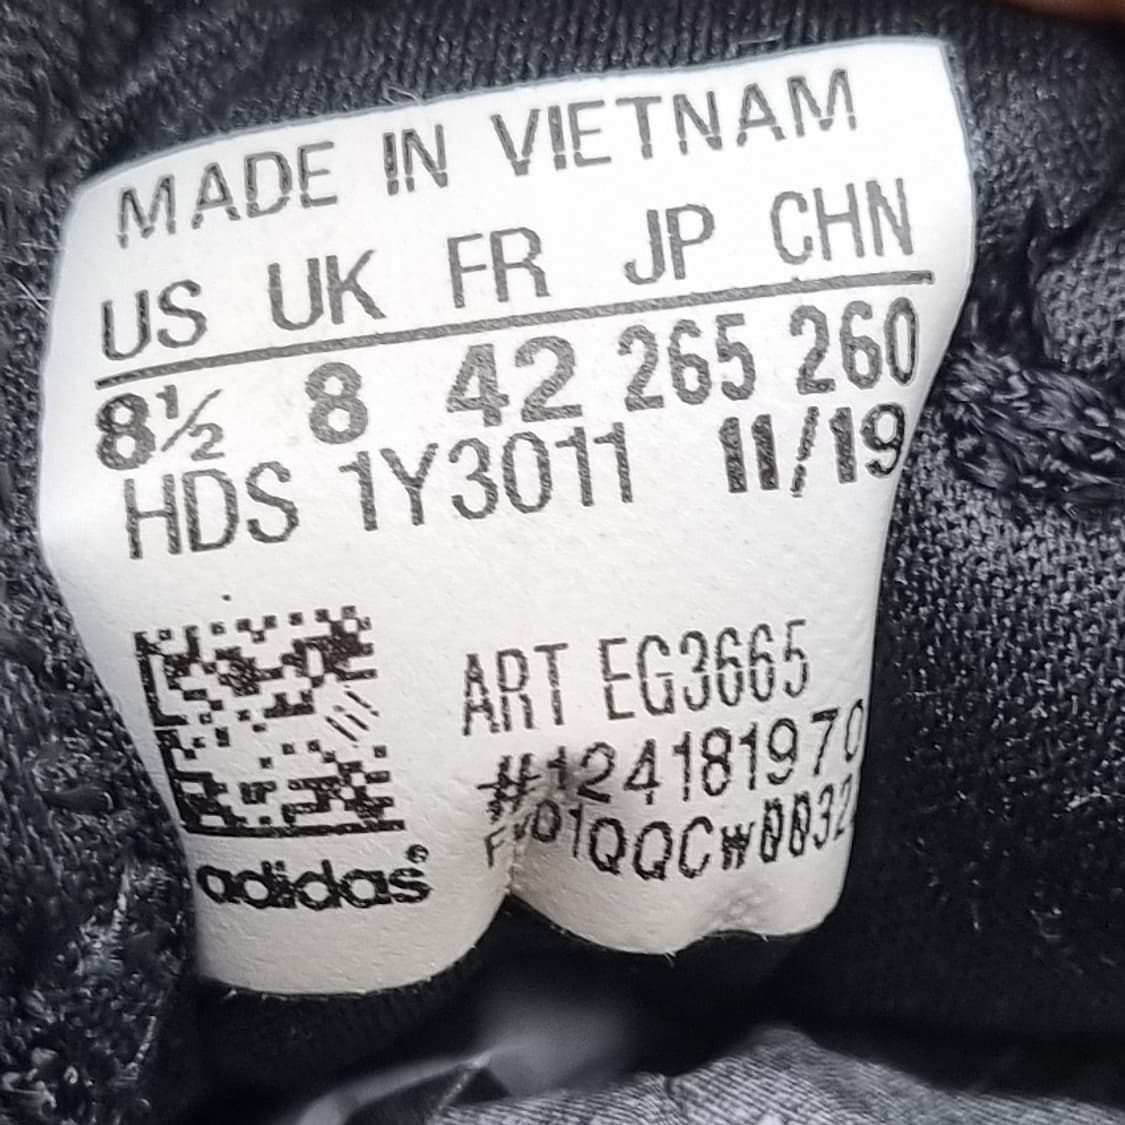 MADE IN VIETNAM
US UK FR JP CHN
8½ 8 42 265 260
HDS 1Y3011 11/19
ART EG3665
#124181970
adidas®